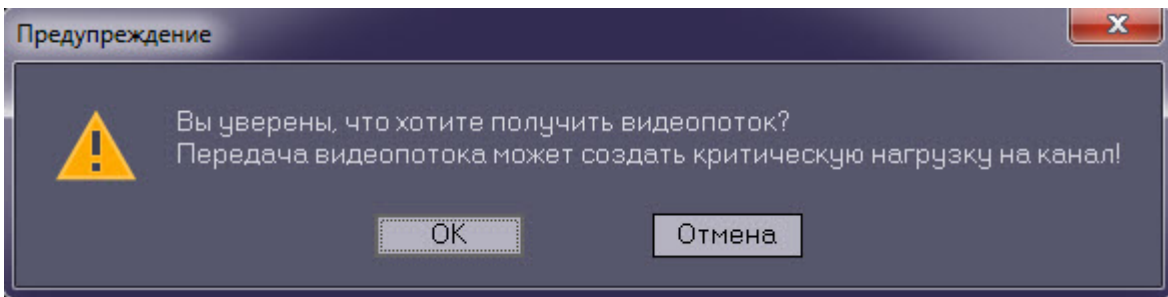 Предупреждение
Вы уверены, что хотите получить видеопоток?
Передача видеопотока может создать критическую нагрузку на канал!
OK
Отмена